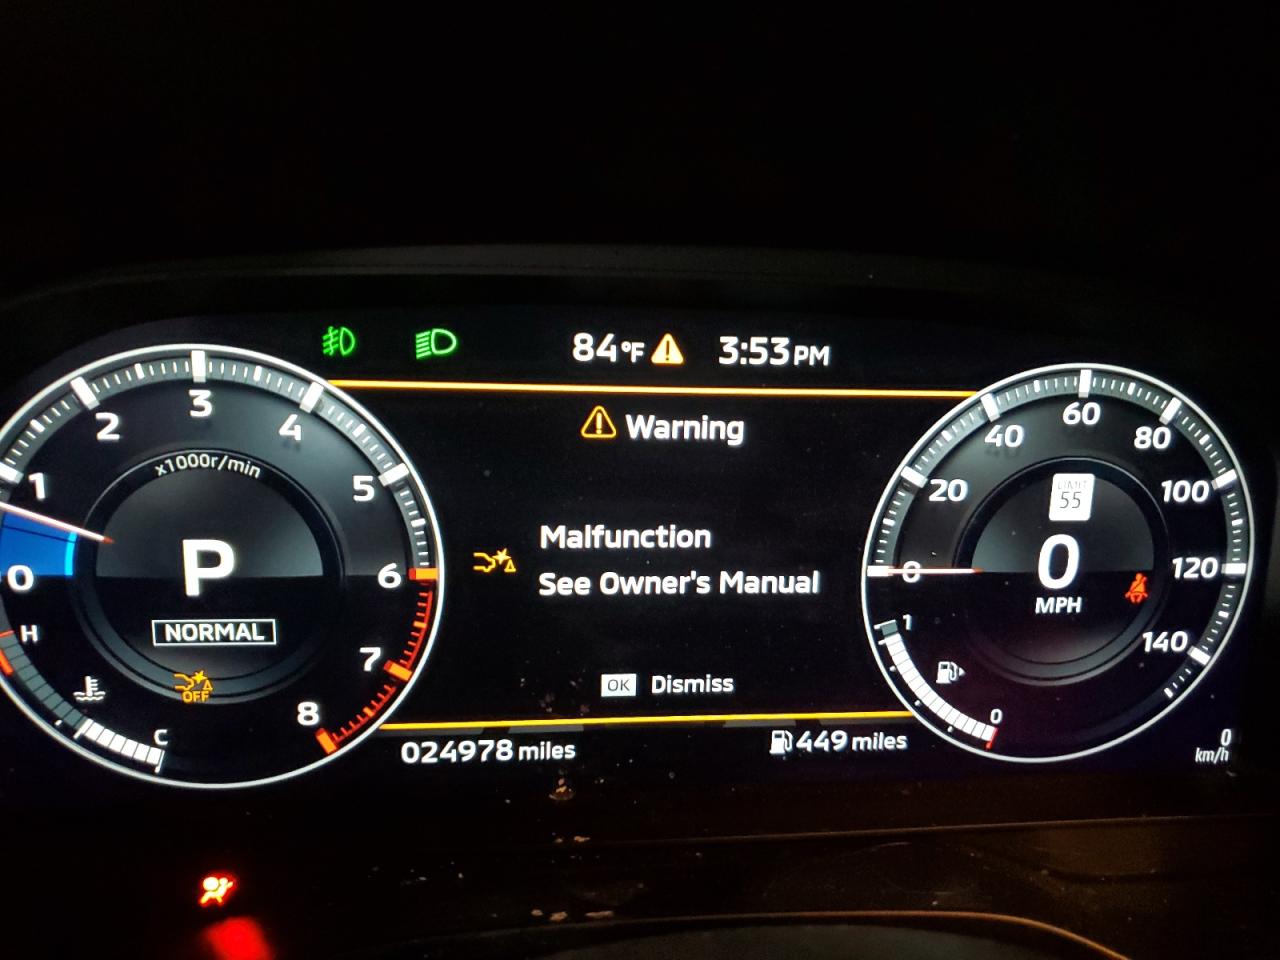 84°F 3:53PM
Warning
Malfunction
See Owner's Manual
OK Dismiss
024978 miles
449 miles
0
1
2
3
4
5
6
7
8
x1000r/min
P
NORMAL
OFF
H
C
0
20
40
60
80
100
120
140
LIMIT
55
0
MPH
1
0
0
km/h